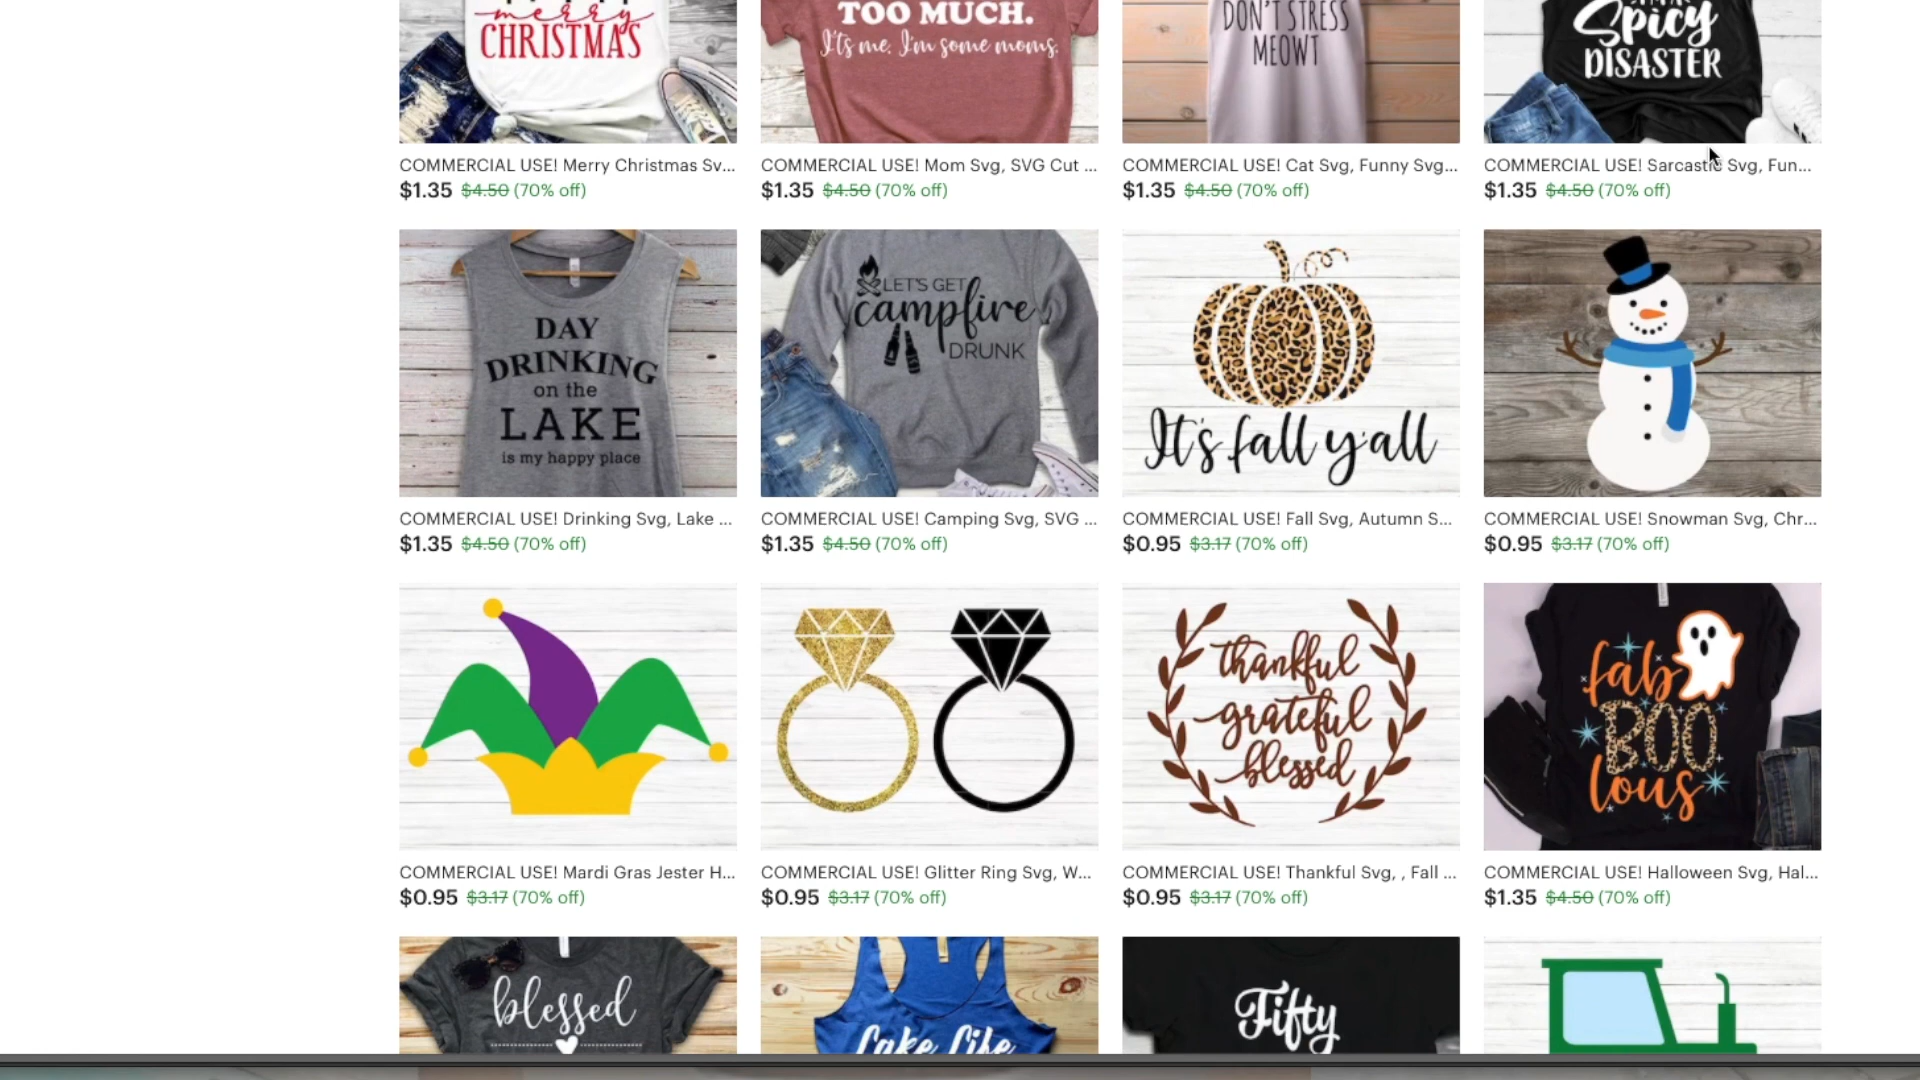 merry
CHRISTMAS
TOO MUCH.
It's me. I'm some moms.
DON'T STRESS
MEOWT
Spicy
DISASTER
COMMERCIAL USE! Merry Christmas Sv...
COMMERCIAL USE! Mom Svg, SVG Cut ...
COMMERCIAL USE! Cat Svg, Funny Svg...
COMMERCIAL USE! Sarcastic Svg, Fun...
$1.35 $4.50 (70% off)
$1.35 $4.50 (70% off)
$1.35 $4.50 (70% off)
$1.35 $4.50 (70% off)
DAY
DRINKING
on the
LAKE
is my happy place
LET'S GET
campfire
DRUNK
It's fall y'all
COMMERCIAL USE! Drinking Svg, Lake ...
COMMERCIAL USE! Camping Svg, SVG ...
COMMERCIAL USE! Fall Svg, Autumn S...
COMMERCIAL USE! Snowman Svg, Chr...
$1.35 $4.50 (70% off)
$1.35 $4.50 (70% off)
$0.95 $3.17 (70% off)
$0.95 $3.17 (70% off)
thankful
grateful
blessed
fab
BOO
lous
COMMERCIAL USE! Mardi Gras Jester H...
COMMERCIAL USE! Glitter Ring Svg, W...
COMMERCIAL USE! Thankful Svg, , Fall ...
COMMERCIAL USE! Halloween Svg, Hal...
$0.95 $3.17 (70% off)
$0.95 $3.17 (70% off)
$0.95 $3.17 (70% off)
$1.35 $4.50 (70% off)
blessed
Lake Life
Fifty